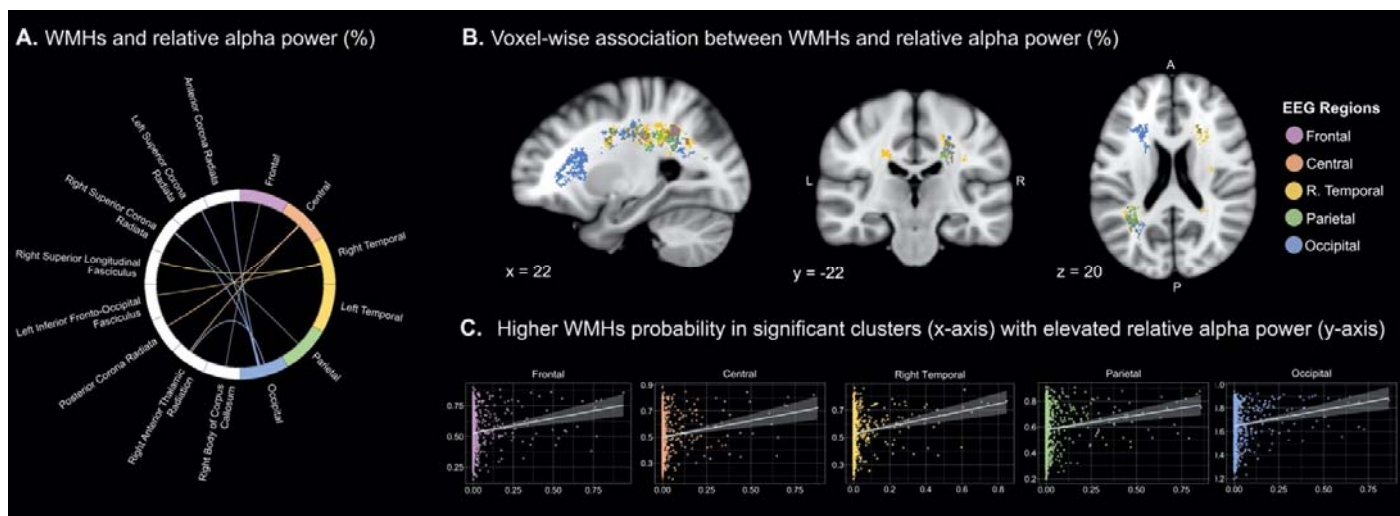 A. WMHs and relative alpha power (%)
Anterior Corona Radiata
Left Superior Corona
Radiata
Right Superior Corona
Radiata
Right Superior Longitudinal
Fasciculus
Left Inferior Fronto-Occipital
Fasciculus
Posterior Corona Radiata
Right Anterior Thalamic
Radiation
Right Body of Corpus
Callosum
Frontal
Central
Right Temporal
Left Temporal
Parietal
Occipital
B. Voxel-wise association between WMHs and relative alpha power (%)
x = 22
L
R
y = -22
A
P
z = 20
EEG Regions
Frontal
Central
R. Temporal
Parietal
Occipital
C. Higher WMHs probability in significant clusters (x-axis) with elevated relative alpha power (y-axis)
Frontal
0.75
0.50
0.25
0.00 0.25 0.50 0.75
Central
0.9
0.7
0.5
0.3
0.00 0.25 0.50 0.75
Right Temporal
0.7
0.5
0.3
0.0 0.2 0.4 0.6 0.8
Parietal
0.8
0.6
0.4
0.2
0.00 0.25 0.50 0.75
Occipital
1.8
1.6
1.4
1.2
0.00 0.25 0.50 0.75